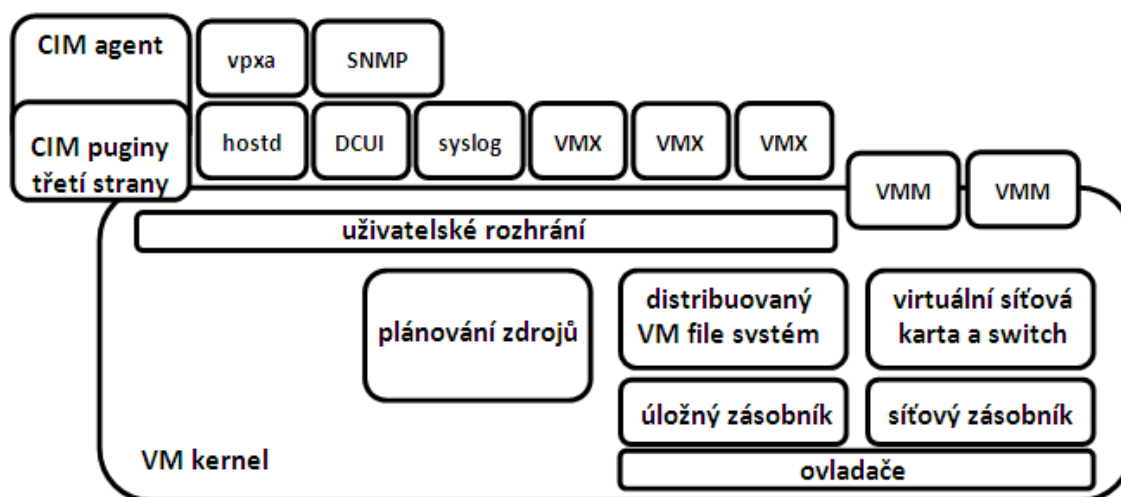 CIM agent
vpxa
SNMP
CIM puginy
třetí strany
hostd
DCUI
syslog
VMX
VMX
VMX
VMM
VMM
uživatelské rozhrání
plánování zdrojů
distribuovaný
VM file svstém
virtuální síťová
karta a switch
úložný zásobník
síťový zásobník
VM kernel
ovladače